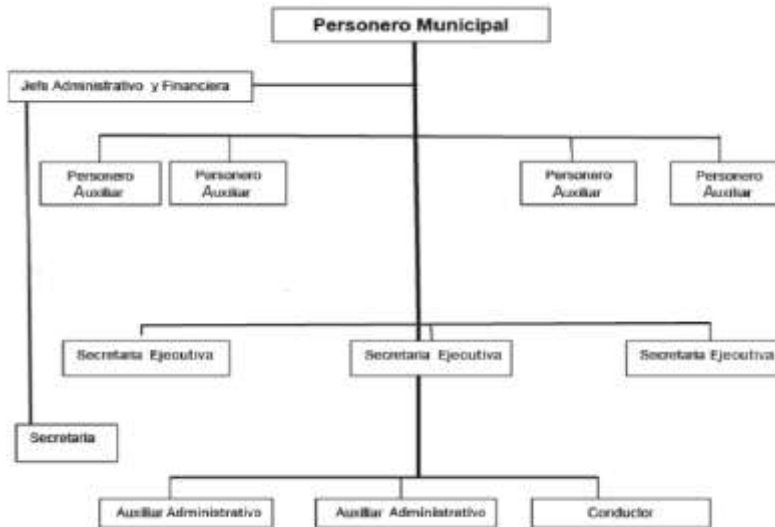 Personero Municipal
Jefe Administrativo y Financiera
Personero
Auxiliar
Personero
Auxiliar
Personero
Auxiliar
Personero
Auxiliar
Secretaria Ejecutiva
Secretaria Ejecutiva
Secretaria Ejecutiva
Secretaria
Auxiliar Administrativo
Auxiliar Administrativo
Conductor